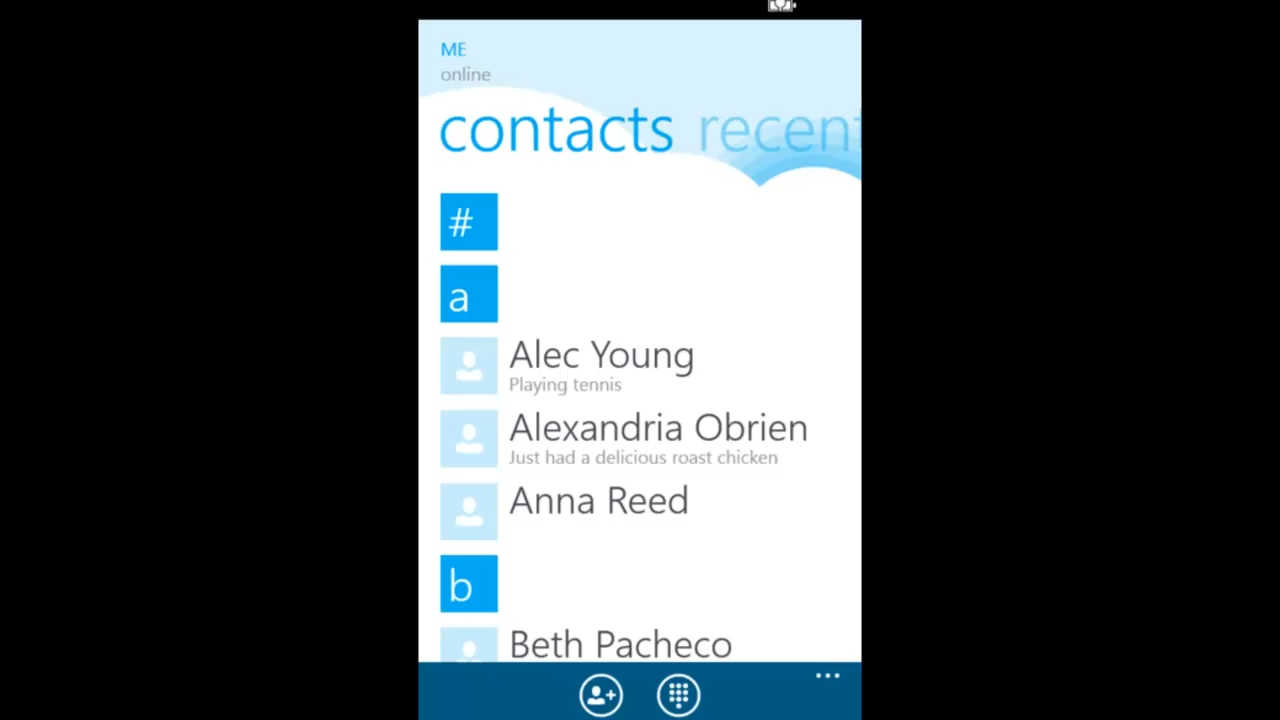 ME
online
contacts recent
#
a
Alec Young
Playing tennis
Alexandria Obrien
Just had a delicious roast chicken
Anna Reed
b
Beth Pacheco